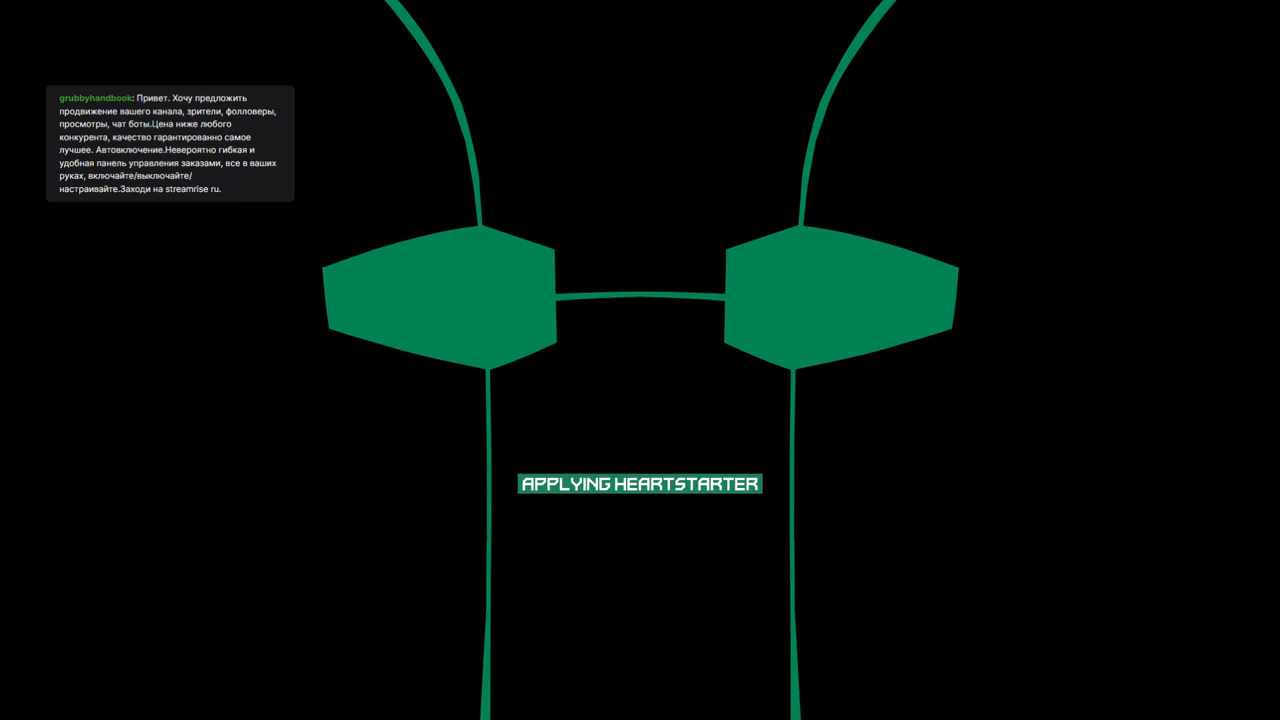 grubbyhandbook: Привет. Хочу предложить
продвижение вашего канала, зрители, фолловеры,
просмотры, чат боты.Цена ниже любого
конкурента, качество гарантированно самое
лучшее. Автовключение.Невероятно гибкая и
удобная панель управления заказами, все в ваших
руках, включайте/выключайте/
настраивайте.Заходи на streamrise ru.
APPLYING HEARTSTARTER